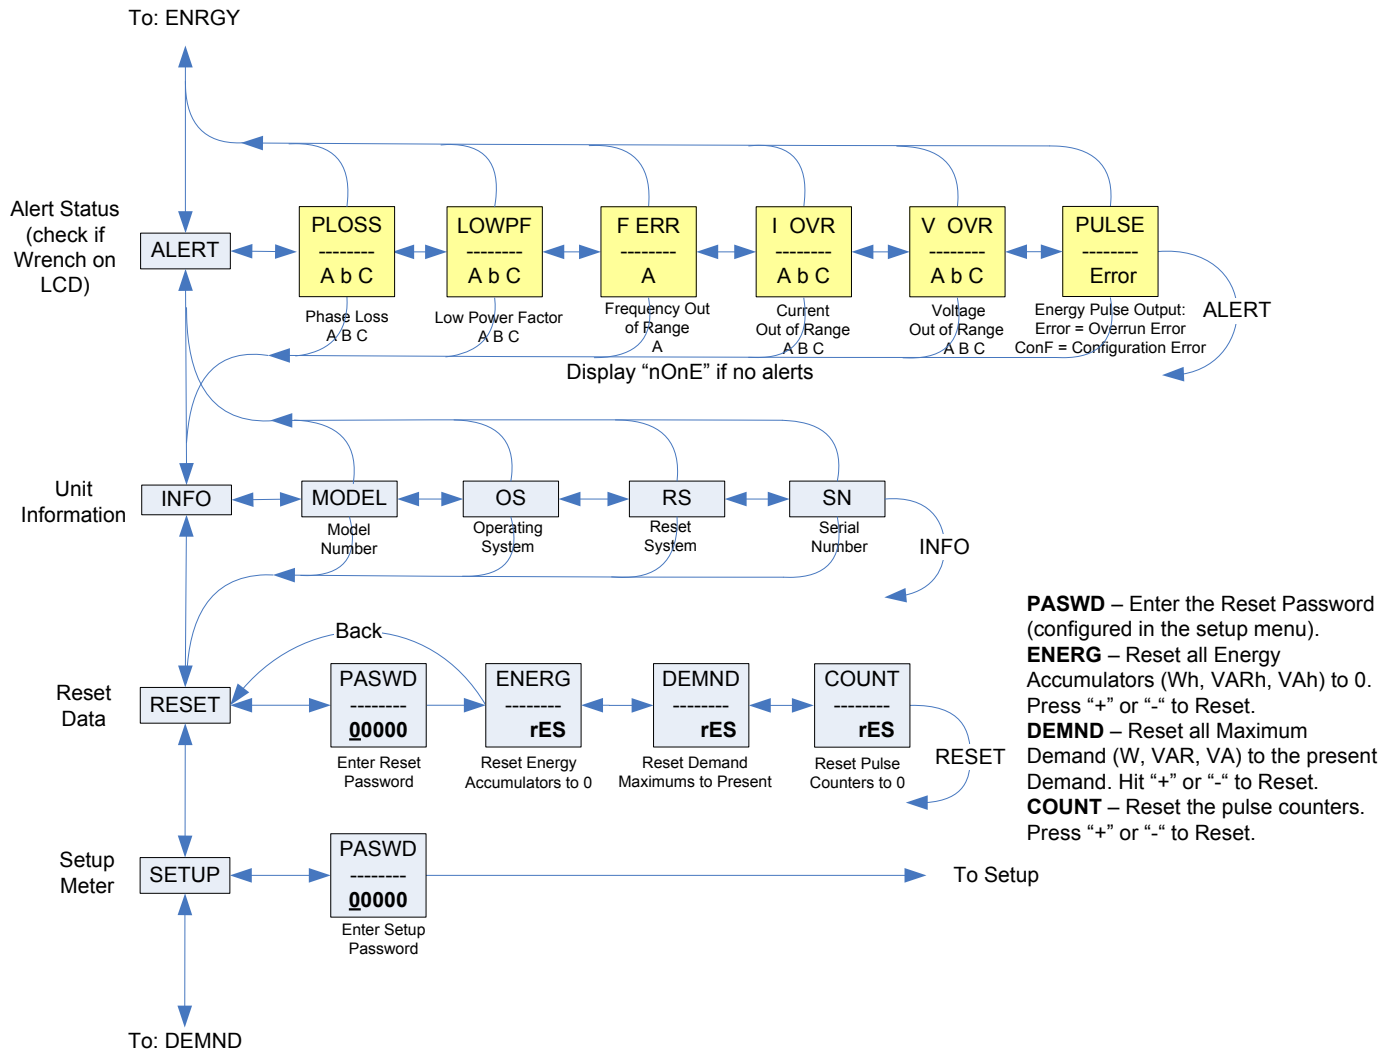 To: ENRGY
Alert Status
(check if
Wrench on
LCD)
ALERT
PLOSS
--------
A b C
Phase Loss
A B C
LOWPF
--------
A b C
Low Power Factor
A B C
F ERR
--------
A
Frequency Out
of Range
A
I OVR
--------
A b C
Current
Out of Range
A B C
V OVR
--------
A b C
Voltage
Out of Range
A B C
PULSE
--------
Error
Energy Pulse Output:
Error = Overrun Error
ConF = Configuration Error
ALERT
Display “nOnE” if no alerts
Unit
Information
INFO
MODEL
Model
Number
OS
Operating
System
RS
Reset
System
SN
Serial
Number
INFO
Reset
Data
RESET
Back
PASWD
--------
00000
Enter Reset
Password
ENERG
--------
rES
Reset Energy
Accumulators to 0
DEMND
--------
rES
Reset Demand
Maximums to Present
COUNT
--------
rES
Reset Pulse
Counters to 0
RESET
PASWD – Enter the Reset Password
(configured in the setup menu).
ENERG – Reset all Energy
Accumulators (Wh, VARh, VAh) to 0.
Press “+” or “-“ to Reset.
DEMND – Reset all Maximum
Demand (W, VAR, VA) to the present
Demand. Hit “+” or “-“ to Reset.
COUNT – Reset the pulse counters.
Press “+” or “-“ to Reset.
Setup
Meter
SETUP
PASWD
--------
00000
Enter Setup
Password
To Setup
To: DEMND